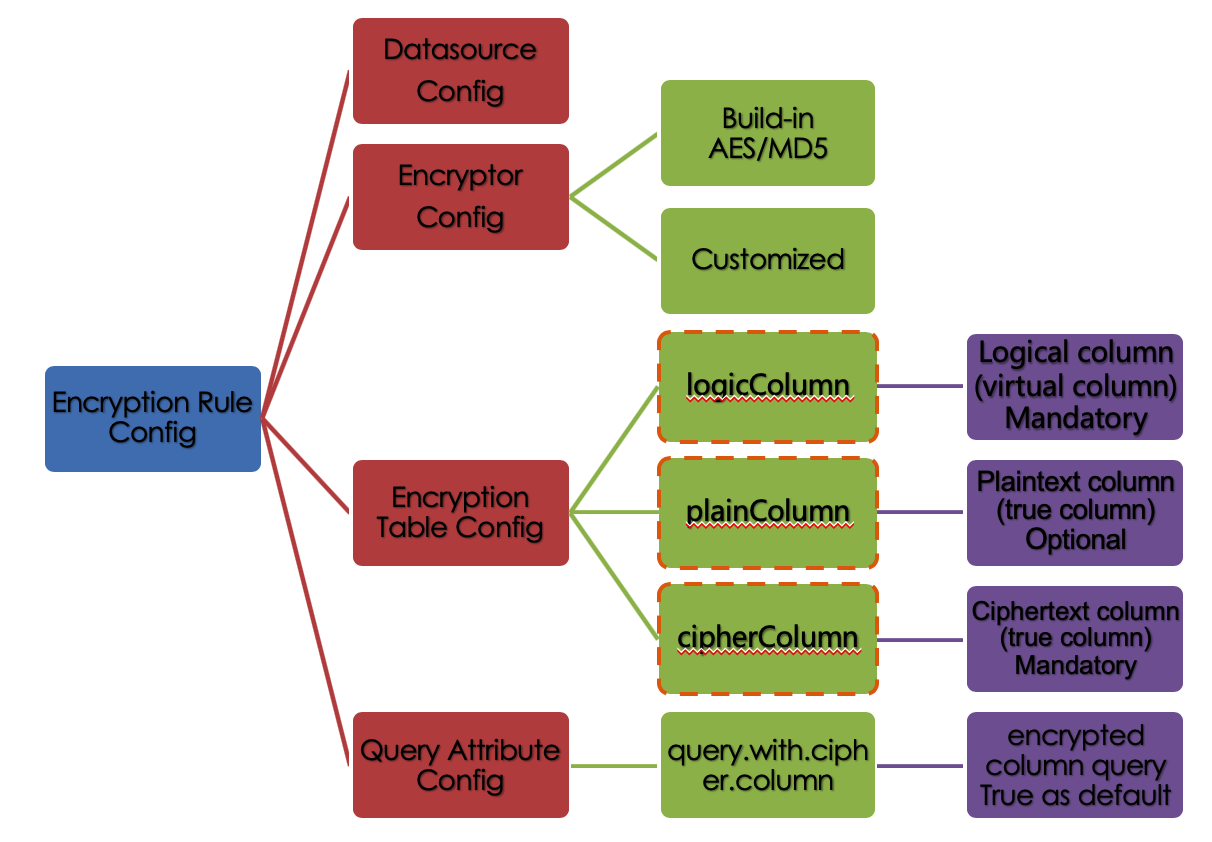 Datasource
Config
Build-in
AES/MD5
Encryptor
Config
Customized
Encryption Rule
Config
logicColumn
Logical column
(virtual column)
Mandatory
Encryption
Table Config
plainColumn
Plaintext column
(true column)
Optional
cipherColumn
Ciphertext column
(true column)
Mandatory
Query Attribute
Config
query.with.ciph
er.column
encrypted
column query
True as default